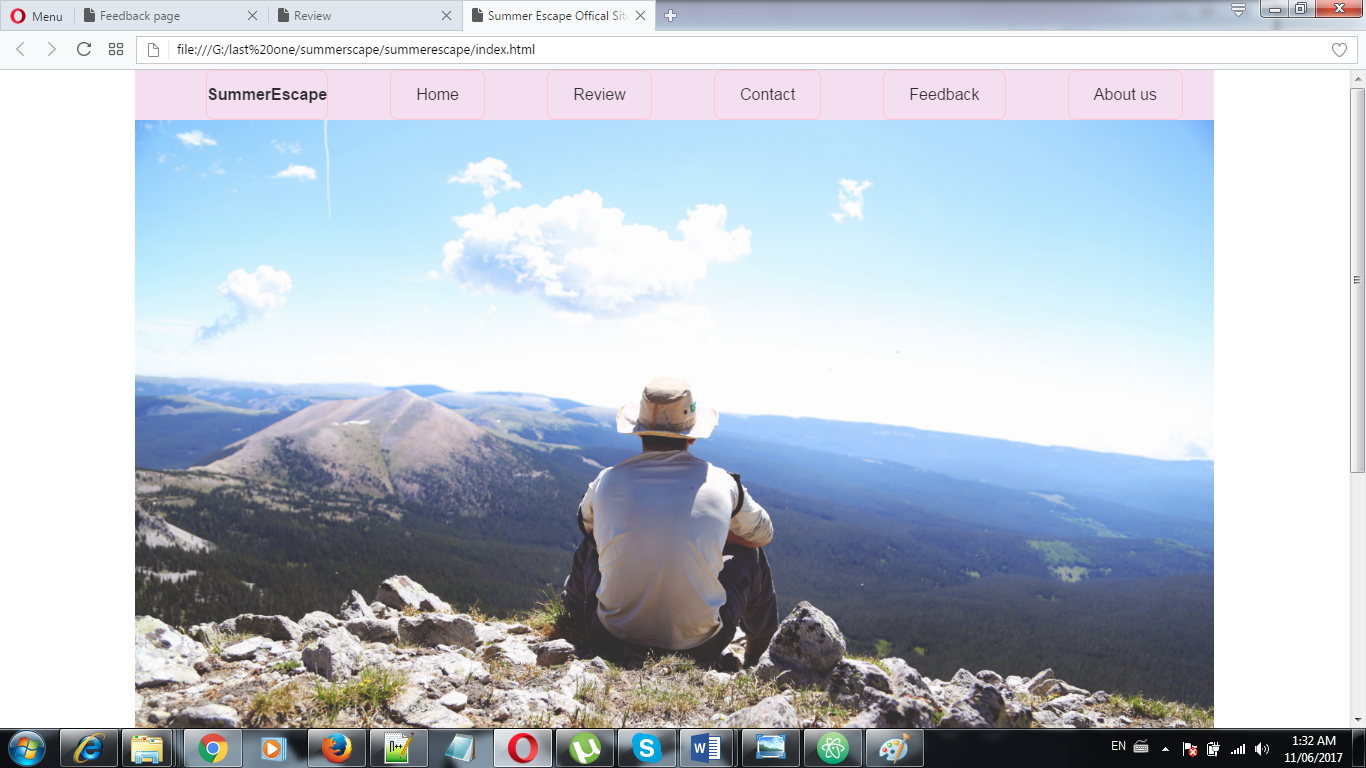 Menu
Feedback page
Review
Summer Escape Offical Sit
file:///G:/last%20one/summerscape/summerescape/index.html
SummerEscape
Home
Review
Contact
Feedback
About us
N++
W
EN
1:32 AM
11/06/2017